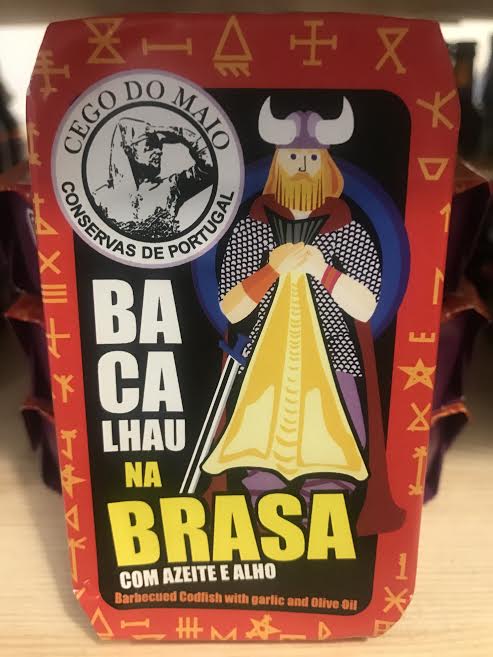 CEGO DO MAIO
CONSERVAS DE PORTUGAL
BA
CA
LHAU
NA
BRASA
COM AZEITE E ALHO
Barbecued Codfish with garlic and Olive Oil